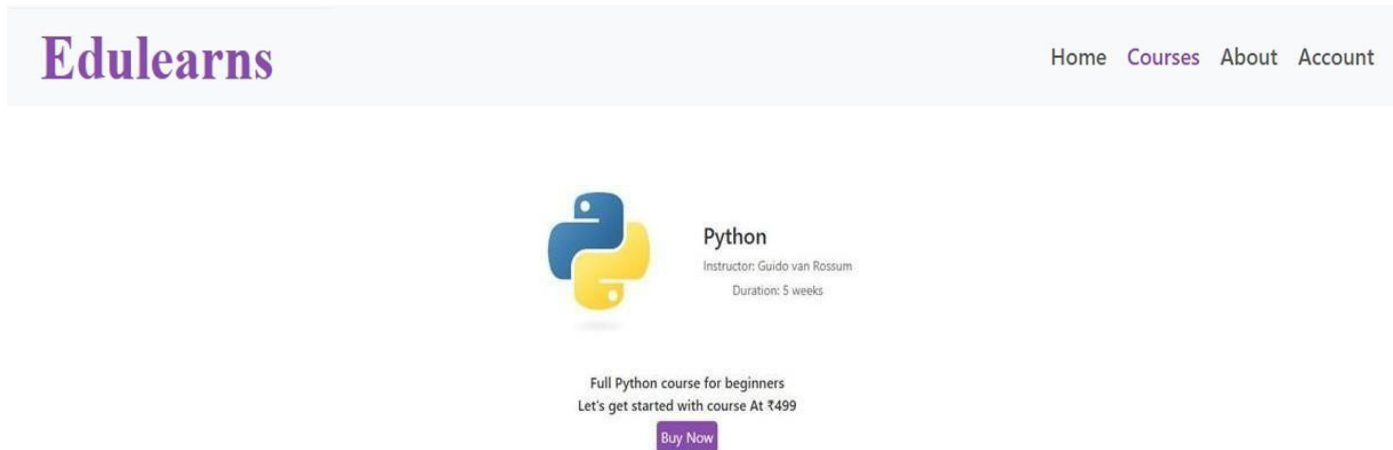 Edulearns
Home Courses About Account
Python
Instructor: Guido van Rossum
Duration: 5 weeks
Full Python course for beginners
Let's get started with course At ₹499
Buy Now